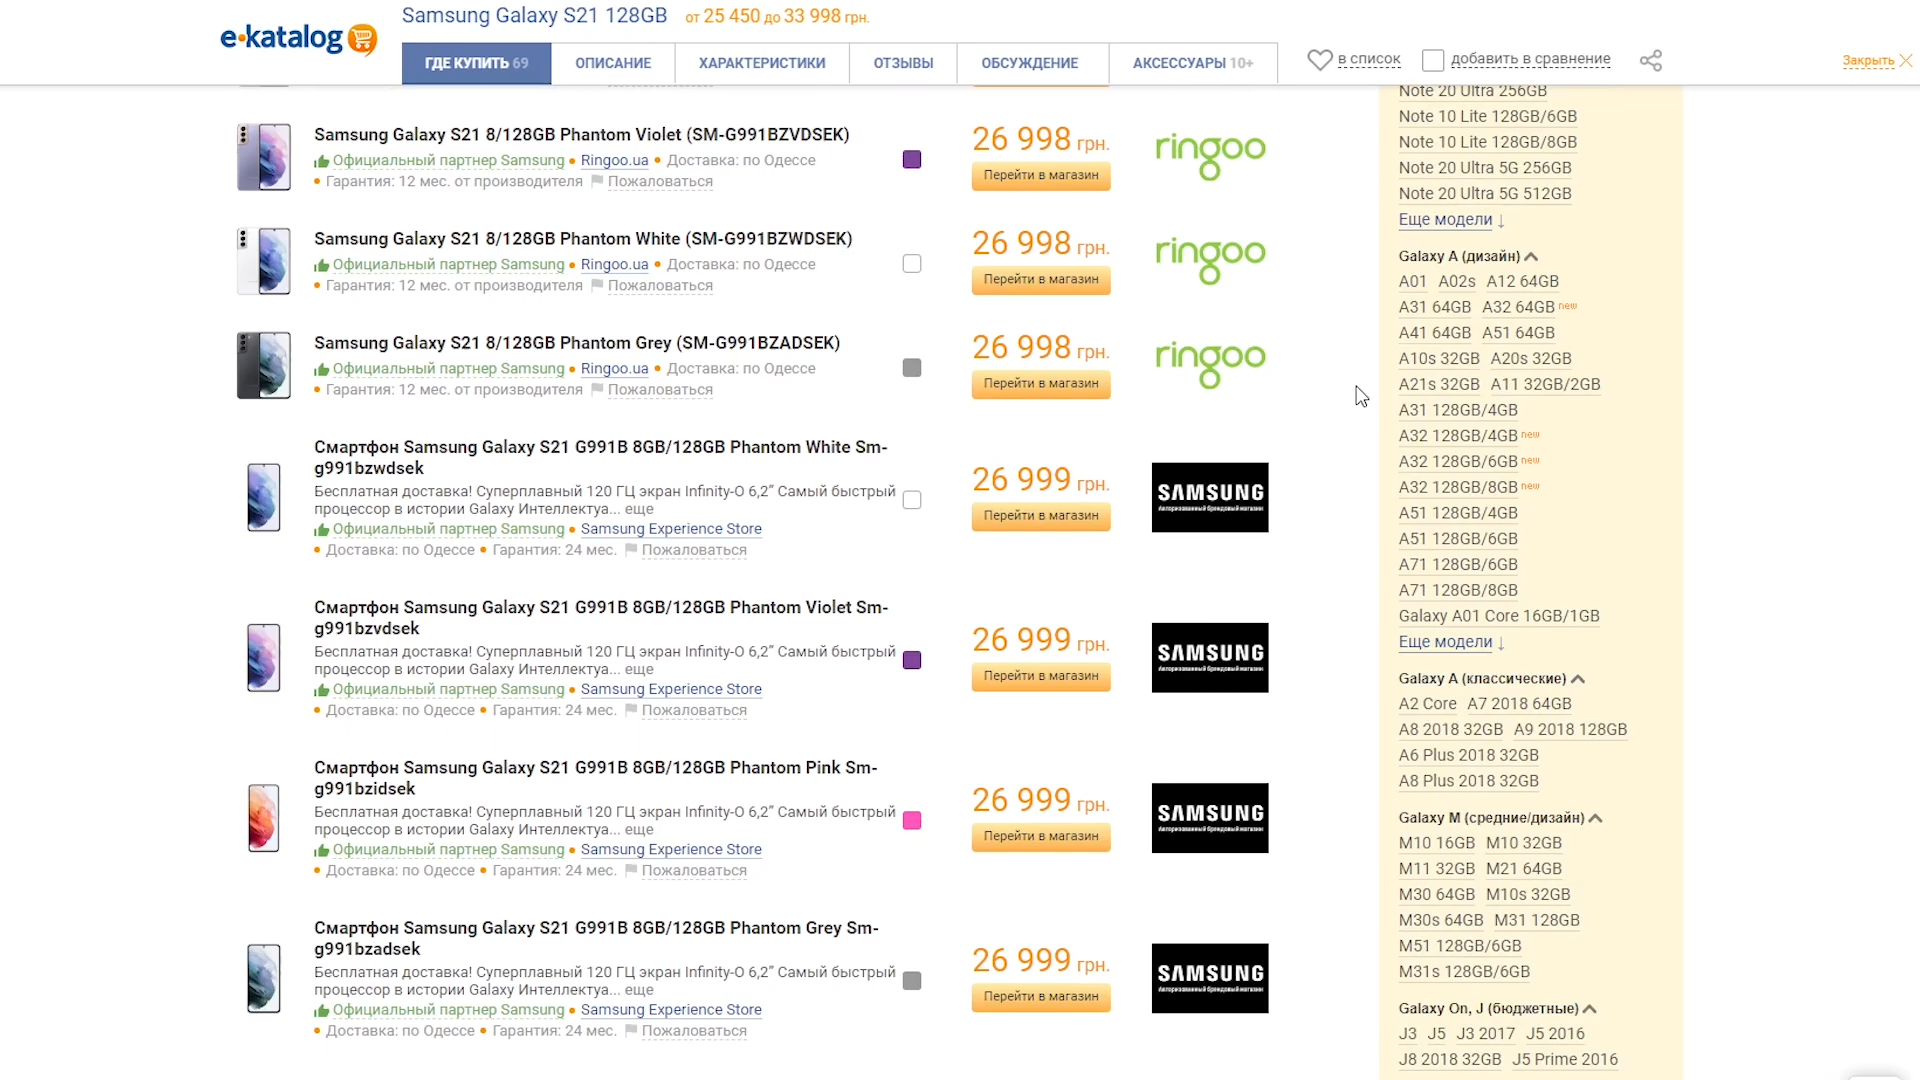 e-katalog
Samsung Galaxy S21 128GB от 25 450 до 33 998 грн.
ГДЕ КУПИТЬ 69
ОПИСАНИЕ
ХАРАКТЕРИСТИКИ
ОТЗЫВЫ
ОБСУЖДЕНИЕ
АКСЕССУАРЫ 10+
в список
добавить в сравнение
Закрыть
Samsung Galaxy S21 8/128GB Phantom Violet (SM-G991BZVDSEK)
Официальный партнер Samsung • Ringoo.ua • Доставка: по Одессе
• Гарантия: 12 мес. от производителя Пожаловаться
26 998 грн.
Перейти в магазин
ringoo
Samsung Galaxy S21 8/128GB Phantom White (SM-G991BZWDSEK)
Официальный партнер Samsung • Ringoo.ua • Доставка: по Одессе
• Гарантия: 12 мес. от производителя Пожаловаться
26 998 грн.
Перейти в магазин
ringoo
Samsung Galaxy S21 8/128GB Phantom Grey (SM-G991BZADSEK)
Официальный партнер Samsung • Ringoo.ua • Доставка: по Одессе
• Гарантия: 12 мес. от производителя Пожаловаться
26 998 грн.
Перейти в магазин
ringoo
Смартфон Samsung Galaxy S21 G991B 8GB/128GB Phantom White Sm-
g991bzwdsek
Бесплатная доставка! Суперплавный 120 ГЦ экран Infinity-O 6,2” Самый быстрый
процессор в истории Galaxy Интеллектуа... еще
Официальный партнер Samsung • Samsung Experience Store
• Доставка: по Одессе • Гарантия: 24 мес. Пожаловаться
26 999 грн.
Перейти в магазин
SAMSUNG
Авторизованный брендовый магазин
Смартфон Samsung Galaxy S21 G991B 8GB/128GB Phantom Violet Sm-
g991bzvdsek
Бесплатная доставка! Суперплавный 120 ГЦ экран Infinity-O 6,2” Самый быстрый
процессор в истории Galaxy Интеллектуа... еще
Официальный партнер Samsung • Samsung Experience Store
• Доставка: по Одессе • Гарантия: 24 мес. Пожаловаться
26 999 грн.
Перейти в магазин
SAMSUNG
Авторизованный брендовый магазин
Смартфон Samsung Galaxy S21 G991B 8GB/128GB Phantom Pink Sm-
g991bzidsek
Бесплатная доставка! Суперплавный 120 ГЦ экран Infinity-O 6,2” Самый быстрый
процессор в истории Galaxy Интеллектуа... еще
Официальный партнер Samsung • Samsung Experience Store
• Доставка: по Одессе • Гарантия: 24 мес. Пожаловаться
26 999 грн.
Перейти в магазин
SAMSUNG
Авторизованный брендовый магазин
Смартфон Samsung Galaxy S21 G991B 8GB/128GB Phantom Grey Sm-
g991bzadsek
Бесплатная доставка! Суперплавный 120 ГЦ экран Infinity-O 6,2” Самый быстрый
процессор в истории Galaxy Интеллектуа... еще
Официальный партнер Samsung • Samsung Experience Store
• Доставка: по Одессе • Гарантия: 24 мес. Пожаловаться
26 999 грн.
Перейти в магазин
SAMSUNG
Авторизованный брендовый магазин
Note 20 Ultra 256GB
Note 10 Lite 128GB/6GB
Note 10 Lite 128GB/8GB
Note 20 Ultra 5G 256GB
Note 20 Ultra 5G 512GB
Еще модели ↓
Galaxy A (дизайн)
A01 A02s A12 64GB
A31 64GB A32 64GB new
A41 64GB A51 64GB
A10s 32GB A20s 32GB
A21s 32GB A11 32GB/2GB
A31 128GB/4GB
A32 128GB/4GB new
A32 128GB/6GB new
A32 128GB/8GB new
A51 128GB/4GB
A51 128GB/6GB
A71 128GB/6GB
A71 128GB/8GB
Galaxy A01 Core 16GB/1GB
Еще модели ↓
Galaxy A (классические)
A2 Core A7 2018 64GB
A8 2018 32GB A9 2018 128GB
A6 Plus 2018 32GB
A8 Plus 2018 32GB
Galaxy M (средние/дизайн)
M10 16GB M10 32GB
M11 32GB M21 64GB
M30 64GB M10s 32GB
M30s 64GB M31 128GB
M51 128GB/6GB
M31s 128GB/6GB
Galaxy On, J (бюджетные)
J3 J5 J3 2017 J5 2016
J8 2018 32GB J5 Prime 2016